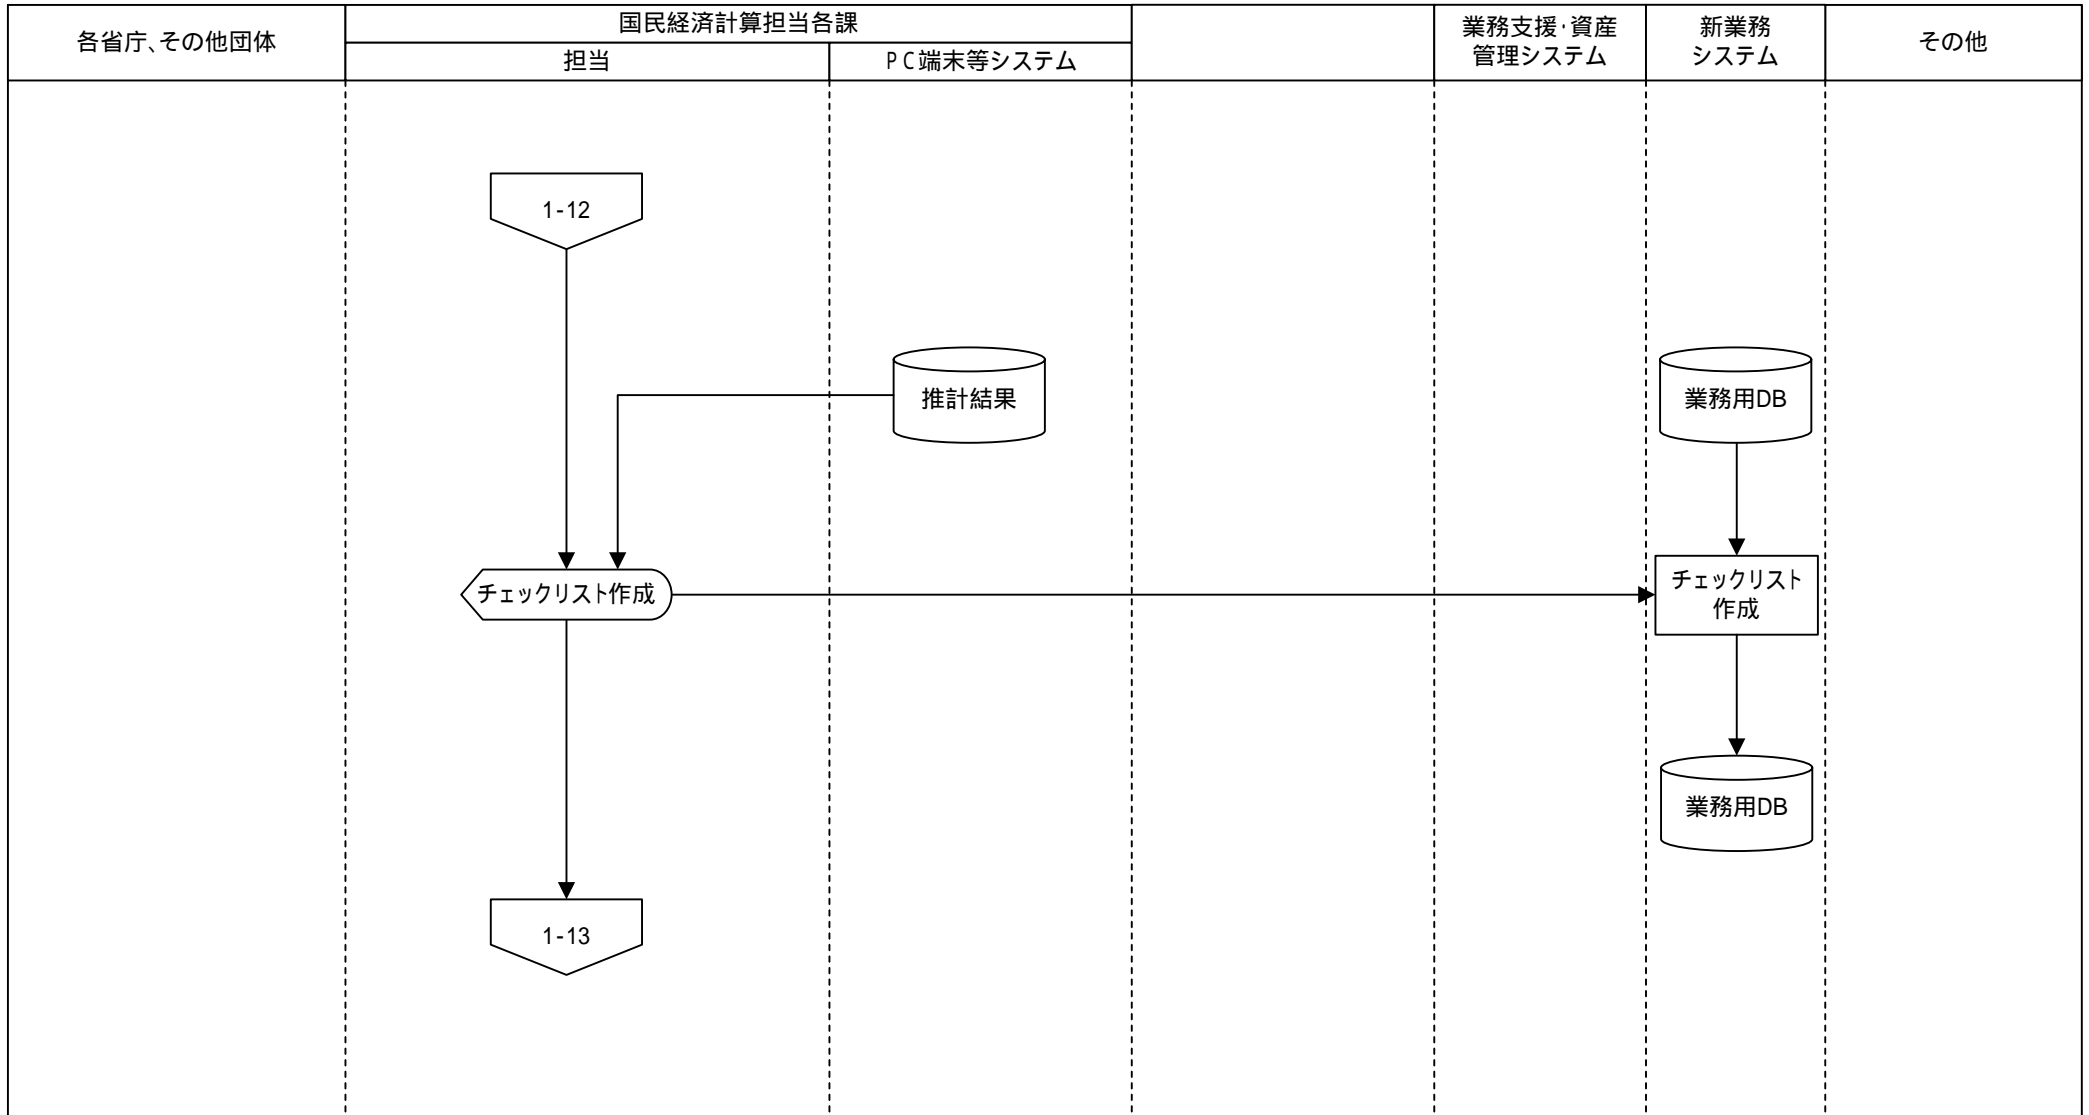 各省庁、その他団体
国民経済計算担当各課
担当
PC端末等システム
業務支援・資産
管理システム
新業務
システム
その他
1-12
推計結果
業務用DB
チェックリスト作成
チェックリスト
作成
業務用DB
1-13